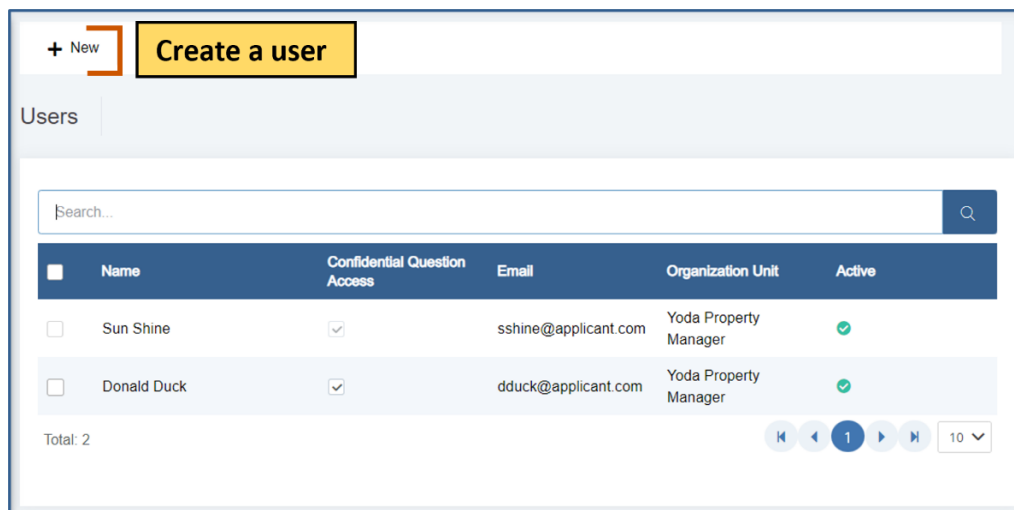 + New
Create a user
Users
Search...
Name Confidential Question Access Email Organization Unit Active
Sun Shine sshine@applicant.com Yoda Property Manager
Donald Duck dduck@applicant.com Yoda Property Manager
Total: 2 1 10